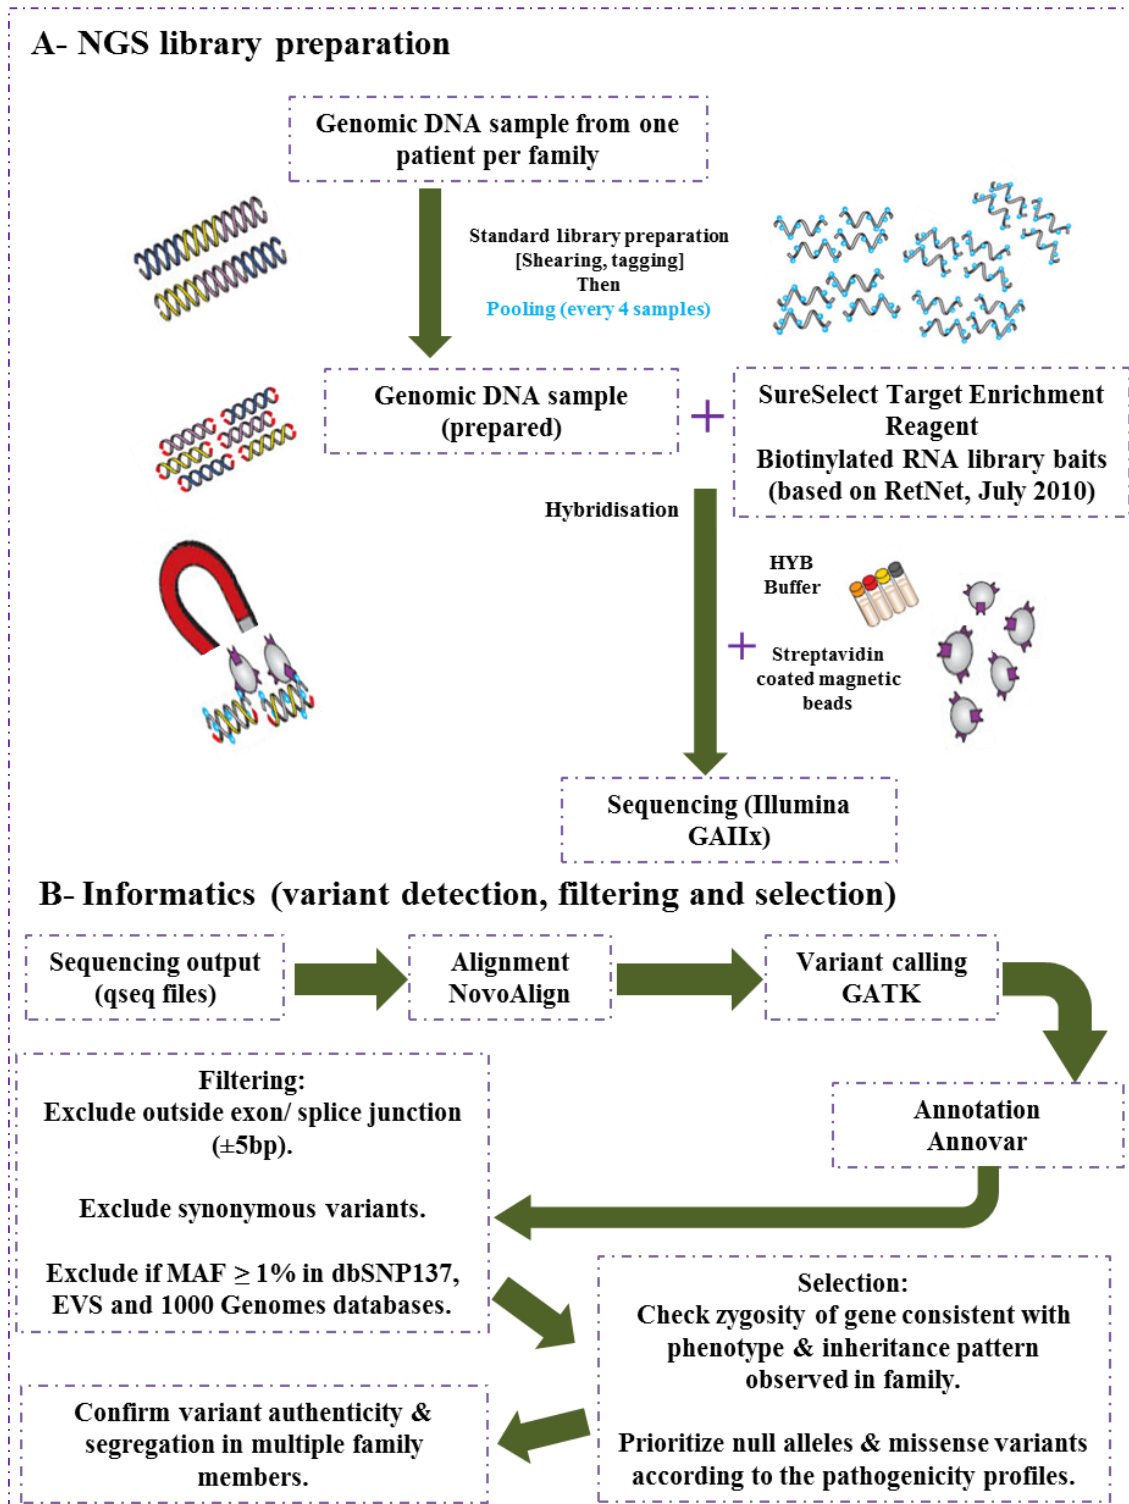 A- NGS library preparation
Genomic DNA sample from one
patient per family
Standard library preparation
[Shearing, tagging]
Then
Pooling (every 4 samples)
Genomic DNA sample
(prepared)
+
SureSelect Target Enrichment
Reagent
Biotinylated RNA library baits
(based on RetNet, July 2010)
Hybridisation
HYB
Buffer
+
Streptavidin
coated magnetic
beads
Sequencing (Illumina
GAIIx)
B- Informatics (variant detection, filtering and selection)
Sequencing output
(qseq files)
Alignment
NovoAlign
Variant calling
GATK
Annotation
Annovar
Filtering:
Exclude outside exon/ splice junction
(±5bp).
Exclude synonymous variants.
Exclude if MAF ≥ 1% in dbSNP137,
EVS and 1000 Genomes databases.
Selection:
Check zygosity of gene consistent with
phenotype & inheritance pattern
observed in family.
Prioritize null alleles & missense variants
according to the pathogenicity profiles.
Confirm variant authenticity &
segregation in multiple family
members.